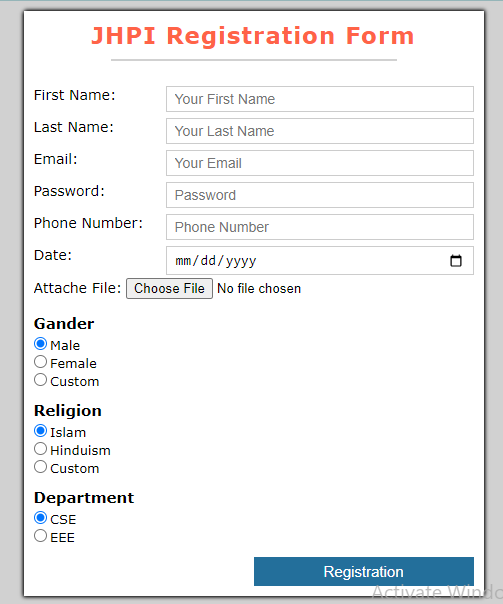 JHPI Registration Form
First Name: Your First Name
Last Name: Your Last Name
Email: Your Email
Password: Password
Phone Number: Phone Number
Date: mm/dd/yyyy
Attache File: Choose File No file chosen
Gander
Male
Female
Custom
Religion
Islam
Hinduism
Custom
Department
CSE
EEE
Registration
Activate Windo